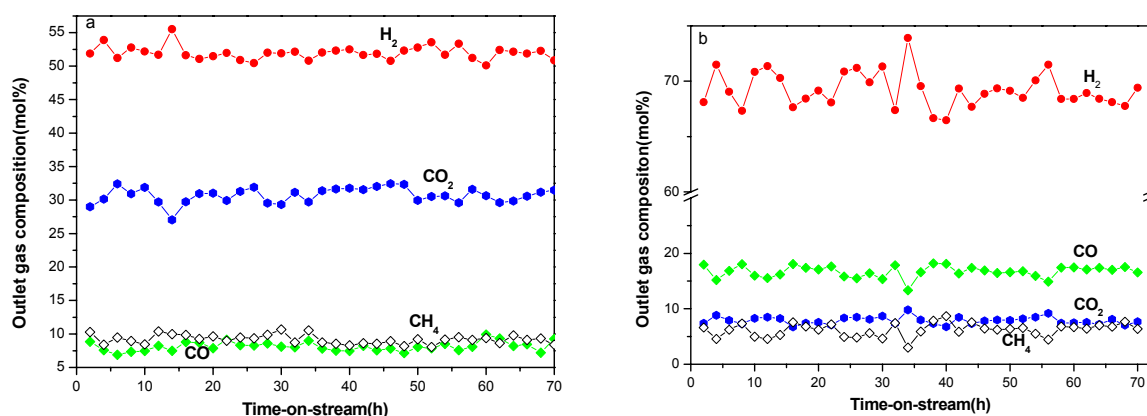 a
H2
CO2
CH4
CO
55
50
45
40
35
30
25
20
15
10
5
0 10 20 30 40 50 60 70
Outlet gas composition(mol%)
Time-on-stream(h)
b
H2
CO
CO2
CH4
70
60
20
10
0
0 10 20 30 40 50 60 70
Outlet gas compositon(mol%)
Time-on-stream(h)